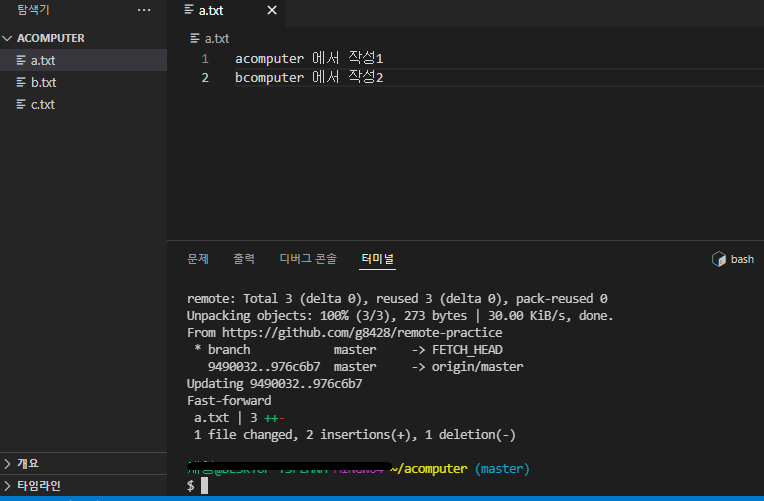 탐색기 ···
ACOMPUTER
a.txt
b.txt
c.txt
개요
타임라인
a.txt
a.txt
1 acomputer 에서 작성1
2 bcomputer 에서 작성2
문제 출력 디버그 콘솔 터미널 bash
remote: Total 3 (delta 0), reused 3 (delta 0), pack-reused 0
Unpacking objects: 100% (3/3), 273 bytes | 30.00 KiB/s, done.
From https://github.com/g8428/remote-practice
* branch master -> FETCH_HEAD
9490032..976c6b7 master -> origin/master
Updating 9490032..976c6b7
Fast-forward
a.txt | 3 ++-
1 file changed, 2 insertions(+), 1 deletion(-)
~/acomputer (master)
$